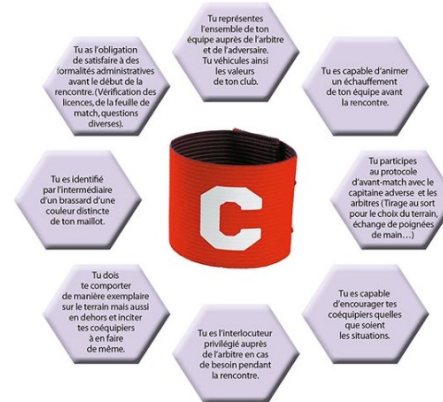 Tu représentes
l'ensemble de ton
équipe auprès de l'arbitre
et de l'adversaire.
Tu véhicules ainsi
les valeurs
de ton club.
Tu as l'obligation
de satisfaire à des
formalités administratives
avant le début de la
rencontre. (Vérification des
licences, de la feuille de
match, questions
diverses).
Tu es capable d'animer
un échauffement
de ton équipe avant
la rencontre.
Tu es identifié
par l'intermédiaire
d'un brassard d'une
couleur distincte
de ton maillot.
C
Tu participes
au protocole
d'avant-match avec le
capitaine adverse et les
arbitres (Tirage au sort
pour le choix du terrain,
échange de poignées
de main…)
Tu dois
te comporter
de manière exemplaire
sur le terrain mais aussi
en dehors et inciter
tes coéquipiers
à en faire
de même.
Tu es l'interlocuteur
privilégié auprès
de l'arbitre en cas
de besoin pendant
la rencontre.
Tu es capable
d'encourager tes
coéquipiers quelles
que soient
les situations.